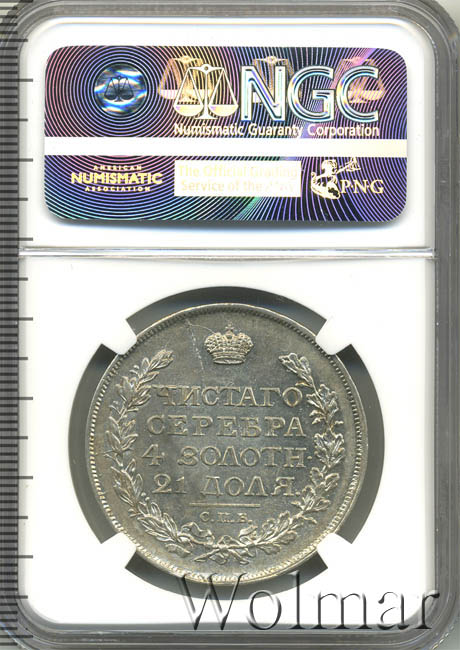 NGC
Numismatic Guaranty Corporation
AMERICAN
NUMISMATIC
ASSOCIATION
The Official Grading
Service of the ANA
PNG
ЧИСТАГО
СЕРЕБРА
4 ЗОЛОТН.
21 ДОЛЯ.
С.П.Б.
Wolmar